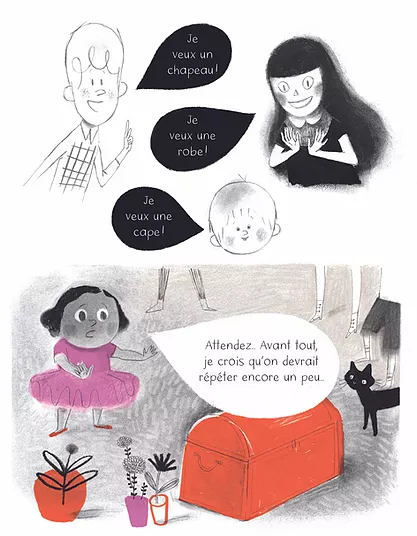 Je
veux un
chapeau !
Je
veux une
robe !
Je
veux une
cape !
Attendez.. Avant tout,
je crois qu'on devrait
répéter encore un peu..